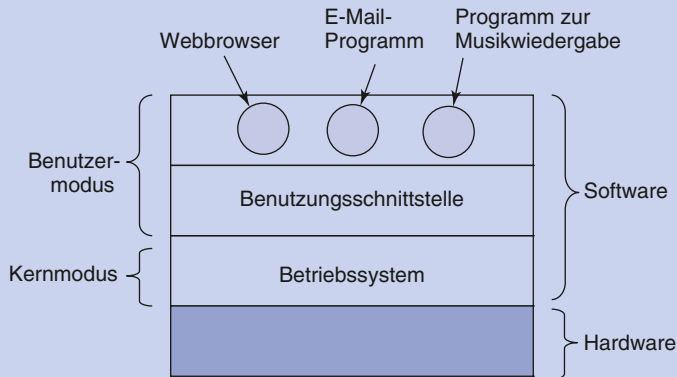 Webbrowser
E-Mail-
Programm
Programm zur
Musikwiedergabe
Benutzer-
modus
Benutzungsschnittstelle
Software
Kernmodus
Betriebssystem
Hardware